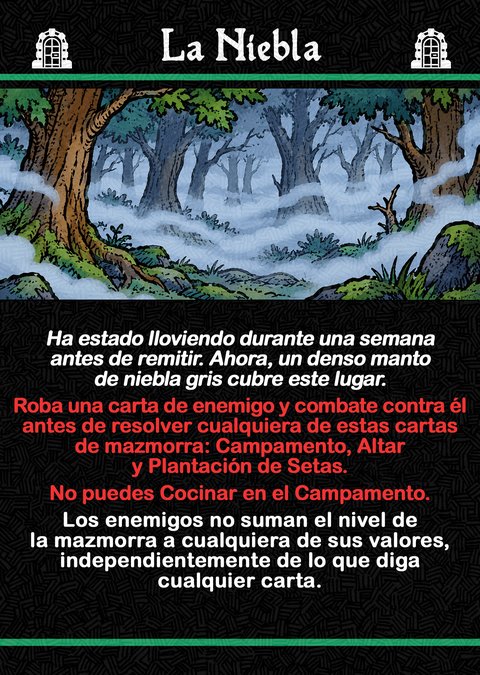 La Niebla
Ha estado lloviendo durante una semana
antes de remitir. Ahora, un denso manto
de niebla gris cubre este lugar.
Roba una carta de enemigo y combate contra él
antes de resolver cualquiera de estas cartas
de mazmorra: Campamento, Altar
y Plantación de Setas.
No puedes Cocinar en el Campamento.
Los enemigos no suman el nivel de
la mazmorra a cualquiera de sus valores,
independientemente de lo que diga
cualquier carta.